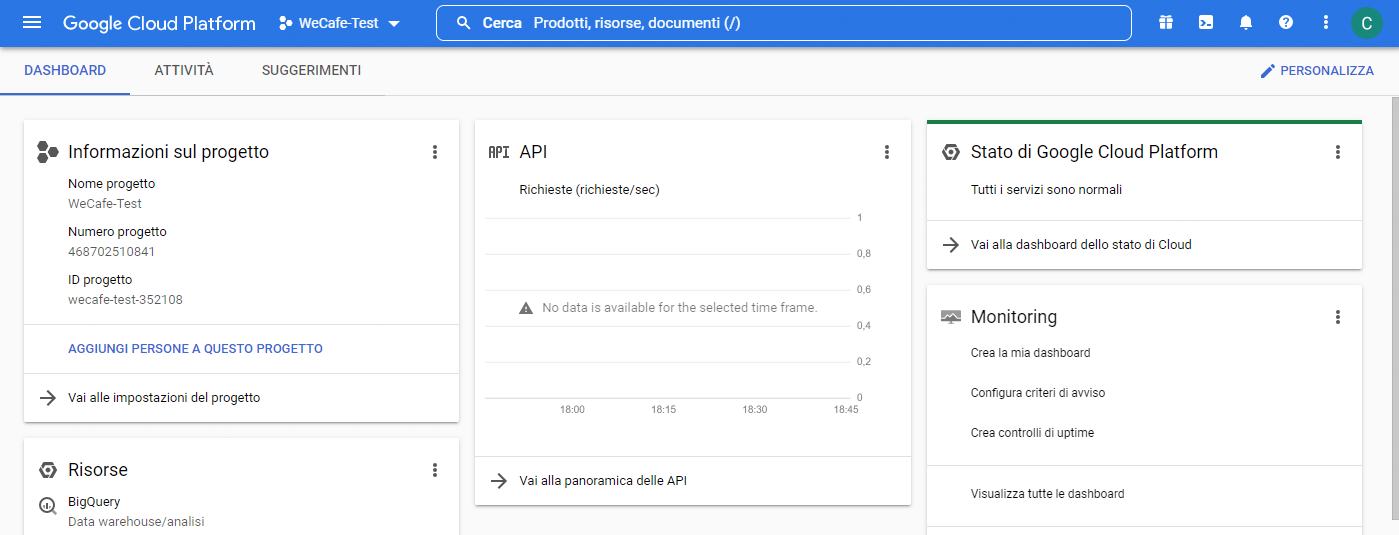 Google Cloud Platform
WeCafe-Test
Cerca Prodotti, risorse, documenti (/)
C
DASHBOARD
ATTIVITÀ
SUGGERIMENTI
PERSONALIZZA
Informazioni sul progetto
Nome progetto
WeCafe-Test
Numero progetto
468702510841
ID progetto
wecafe-test-352108
AGGIUNGI PERSONE A QUESTO PROGETTO
Vai alle impostazioni del progetto
Risorse
BigQuery
Data warehouse/analisi
API API
Richieste (richieste/sec)
1
0,8
0,6
No data is available for the selected time frame.
0,4
0,2
0
18:00 18:15 18:30 18:45
Vai alla panoramica delle API
Stato di Google Cloud Platform
Tutti i servizi sono normali
Vai alla dashboard dello stato di Cloud
Monitoring
Crea la mia dashboard
Configura criteri di avviso
Crea controlli di uptime
Visualizza tutte le dashboard